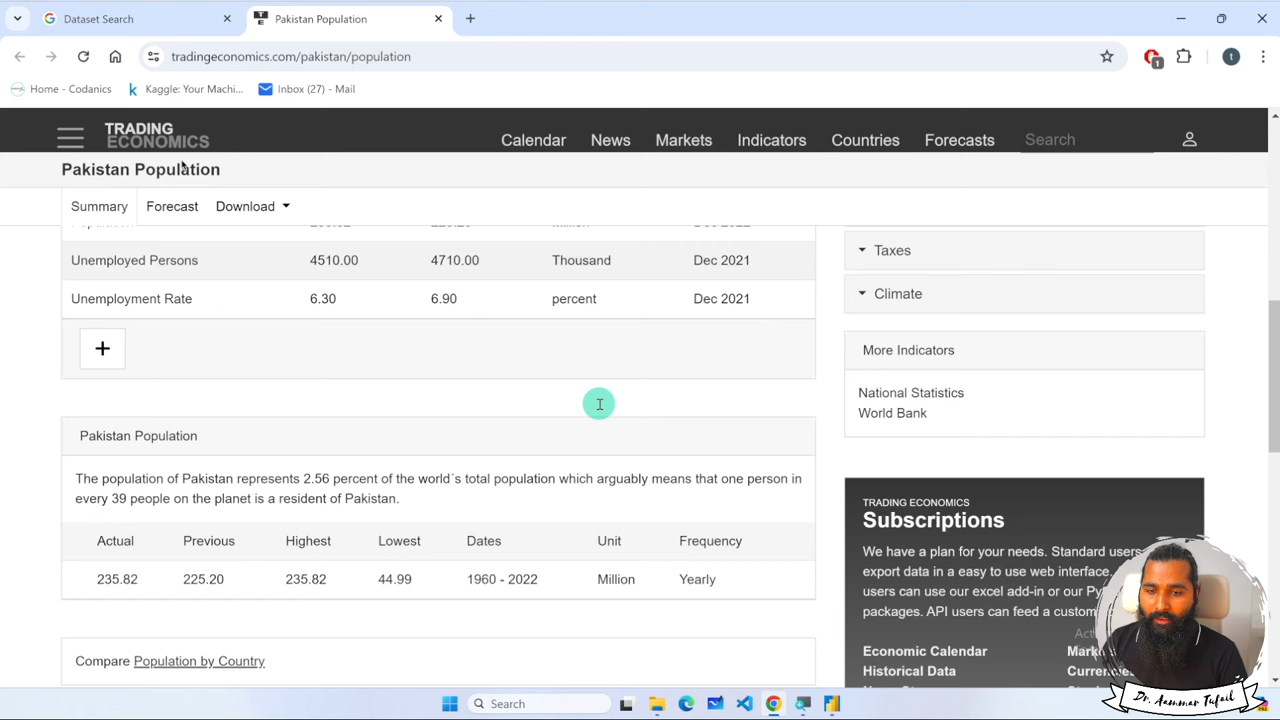 Dataset Search
Pakistan Population
tradingeconomics.com/pakistan/population
1
t
Home - Codanics
Kaggle: Your Machi...
Inbox (27) - Mail
TRADING
ECONOMICS
Calendar
News
Markets
Indicators
Countries
Forecasts
Search
Pakistan Population
Summary
Forecast
Download
Unemployed Persons 4510.00 4710.00 Thousand Dec 2021
Unemployment Rate 6.30 6.90 percent Dec 2021
+
Taxes
Climate
More Indicators
National Statistics
World Bank
Pakistan Population
The population of Pakistan represents 2.56 percent of the world´s total population which arguably means that one person in
every 39 people on the planet is a resident of Pakistan.
Actual Previous Highest Lowest Dates Unit Frequency
235.82 225.20 235.82 44.99 1960 - 2022 Million Yearly
Compare Population by Country
TRADING ECONOMICS
Subscriptions
We have a plan for your needs. Standard users
export data in a easy to use web interface.
users can use our excel add-in or our
packages. API users can feed a custom
Economic Calendar
Historical Data
Search
Dr. Aammar Tufail